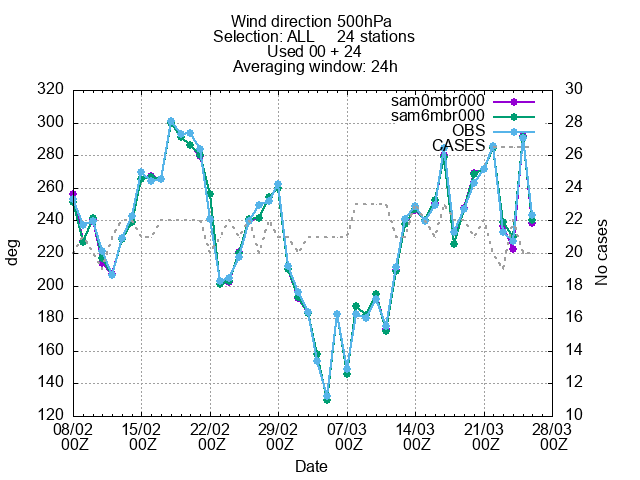 Wind direction 500hPa
Selection: ALL 24 stations
Used 00 + 24
Averaging window: 24h
sam0mbr000
sam6mbr000
OBS
CASES
320
300
280
260
240
220
200
180
160
140
120
deg
30
28
26
24
22
20
18
16
14
12
10
No cases
08/02 15/02 22/02 29/02 07/03 14/03 21/03 28/03
00Z 00Z 00Z 00Z 00Z 00Z 00Z 00Z
Date